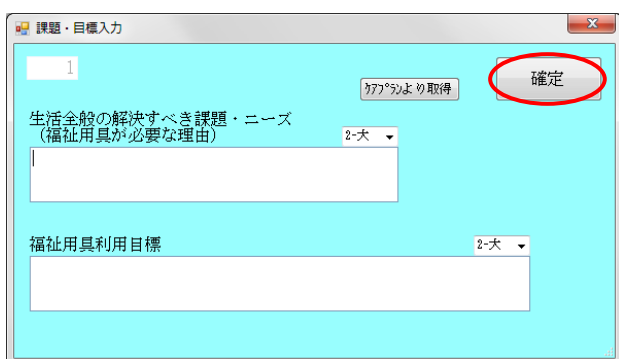 課題・目標入力
1
ｹｱﾌﾟﾗﾝより取得
確定
生活全般の解決すべき課題・ニーズ
（福祉用具が必要な理由）
2-大
福祉用具利用目標
2-大